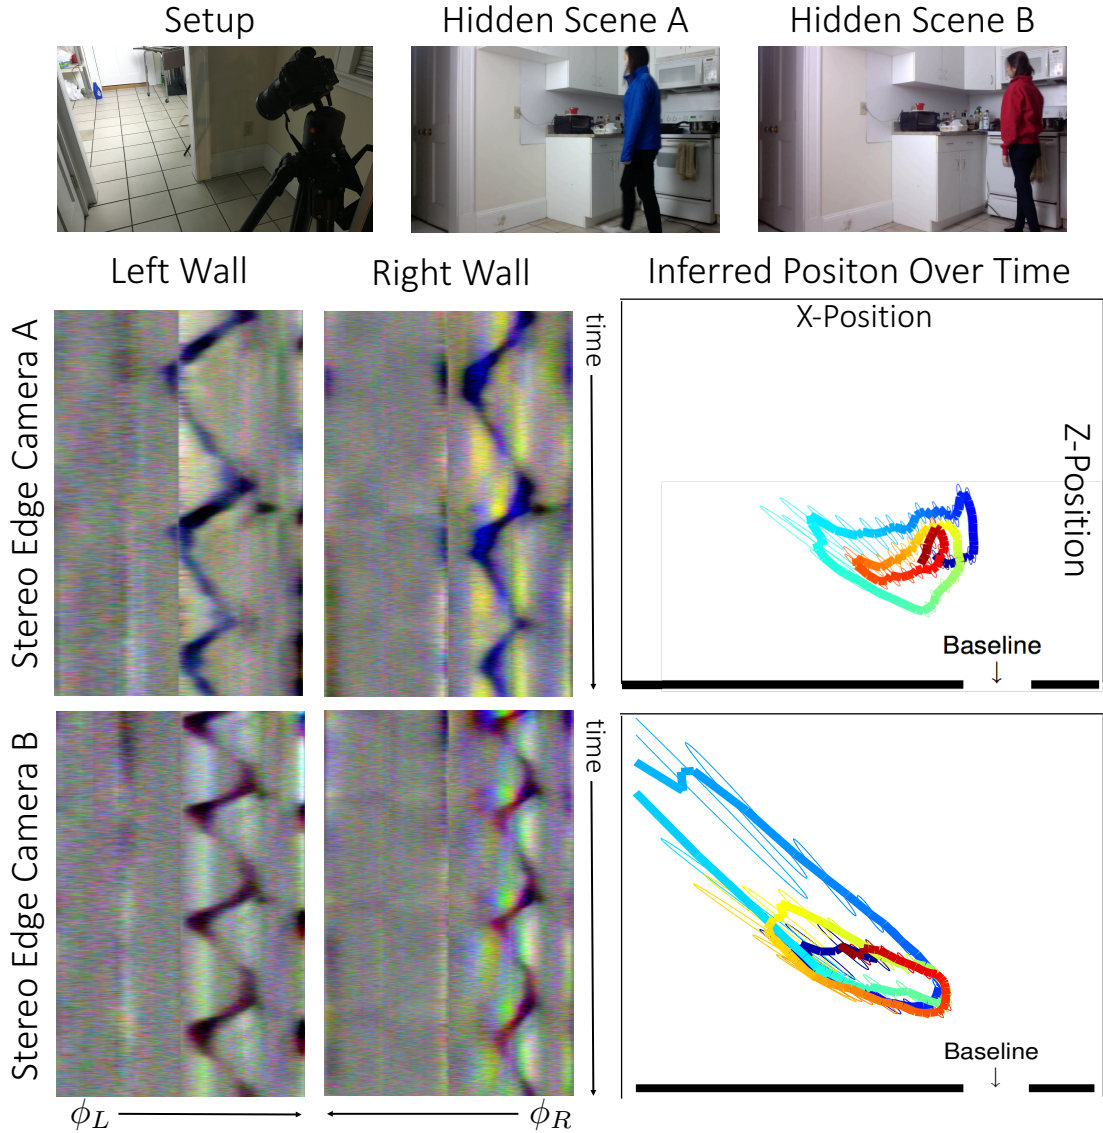 Setup
Hidden Scene A
Hidden Scene B
Left Wall
Right Wall
Inferred Positon Over Time
Stereo Edge Camera A
time
X-Position
Z-Position
Baseline
Stereo Edge Camera B
time
Baseline
ϕL
ϕR